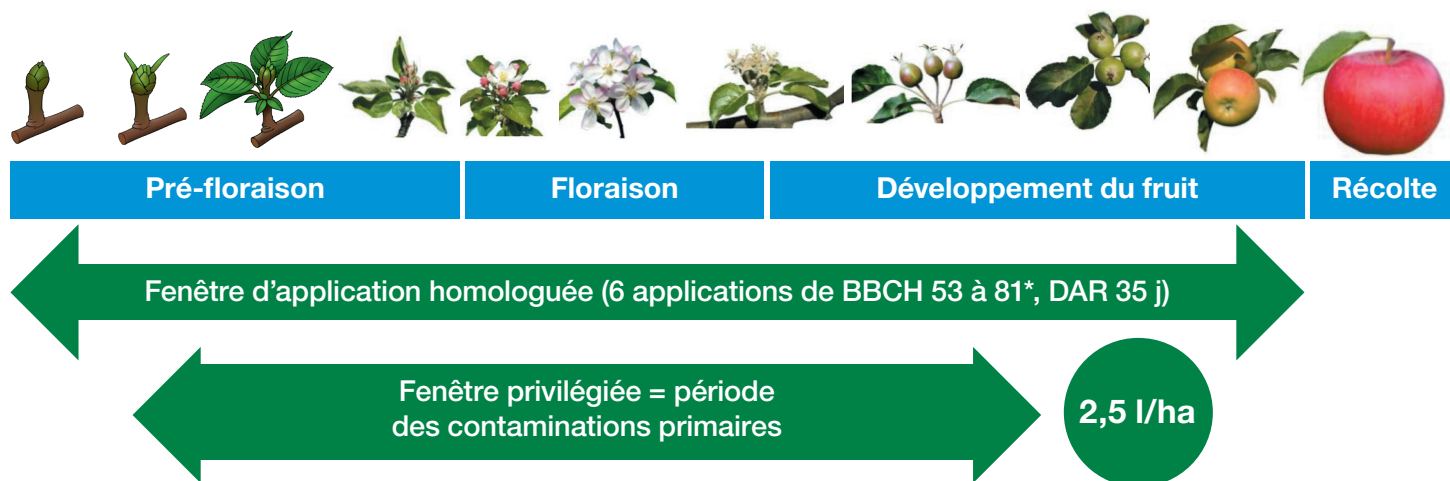 Pré-floraison
Floraison
Développement du fruit
Récolte
Fenêtre d’application homologuée (6 applications de BBCH 53 à 81*, DAR 35 j)
Fenêtre privilégiée = période
des contaminations primaires
2,5 l/ha